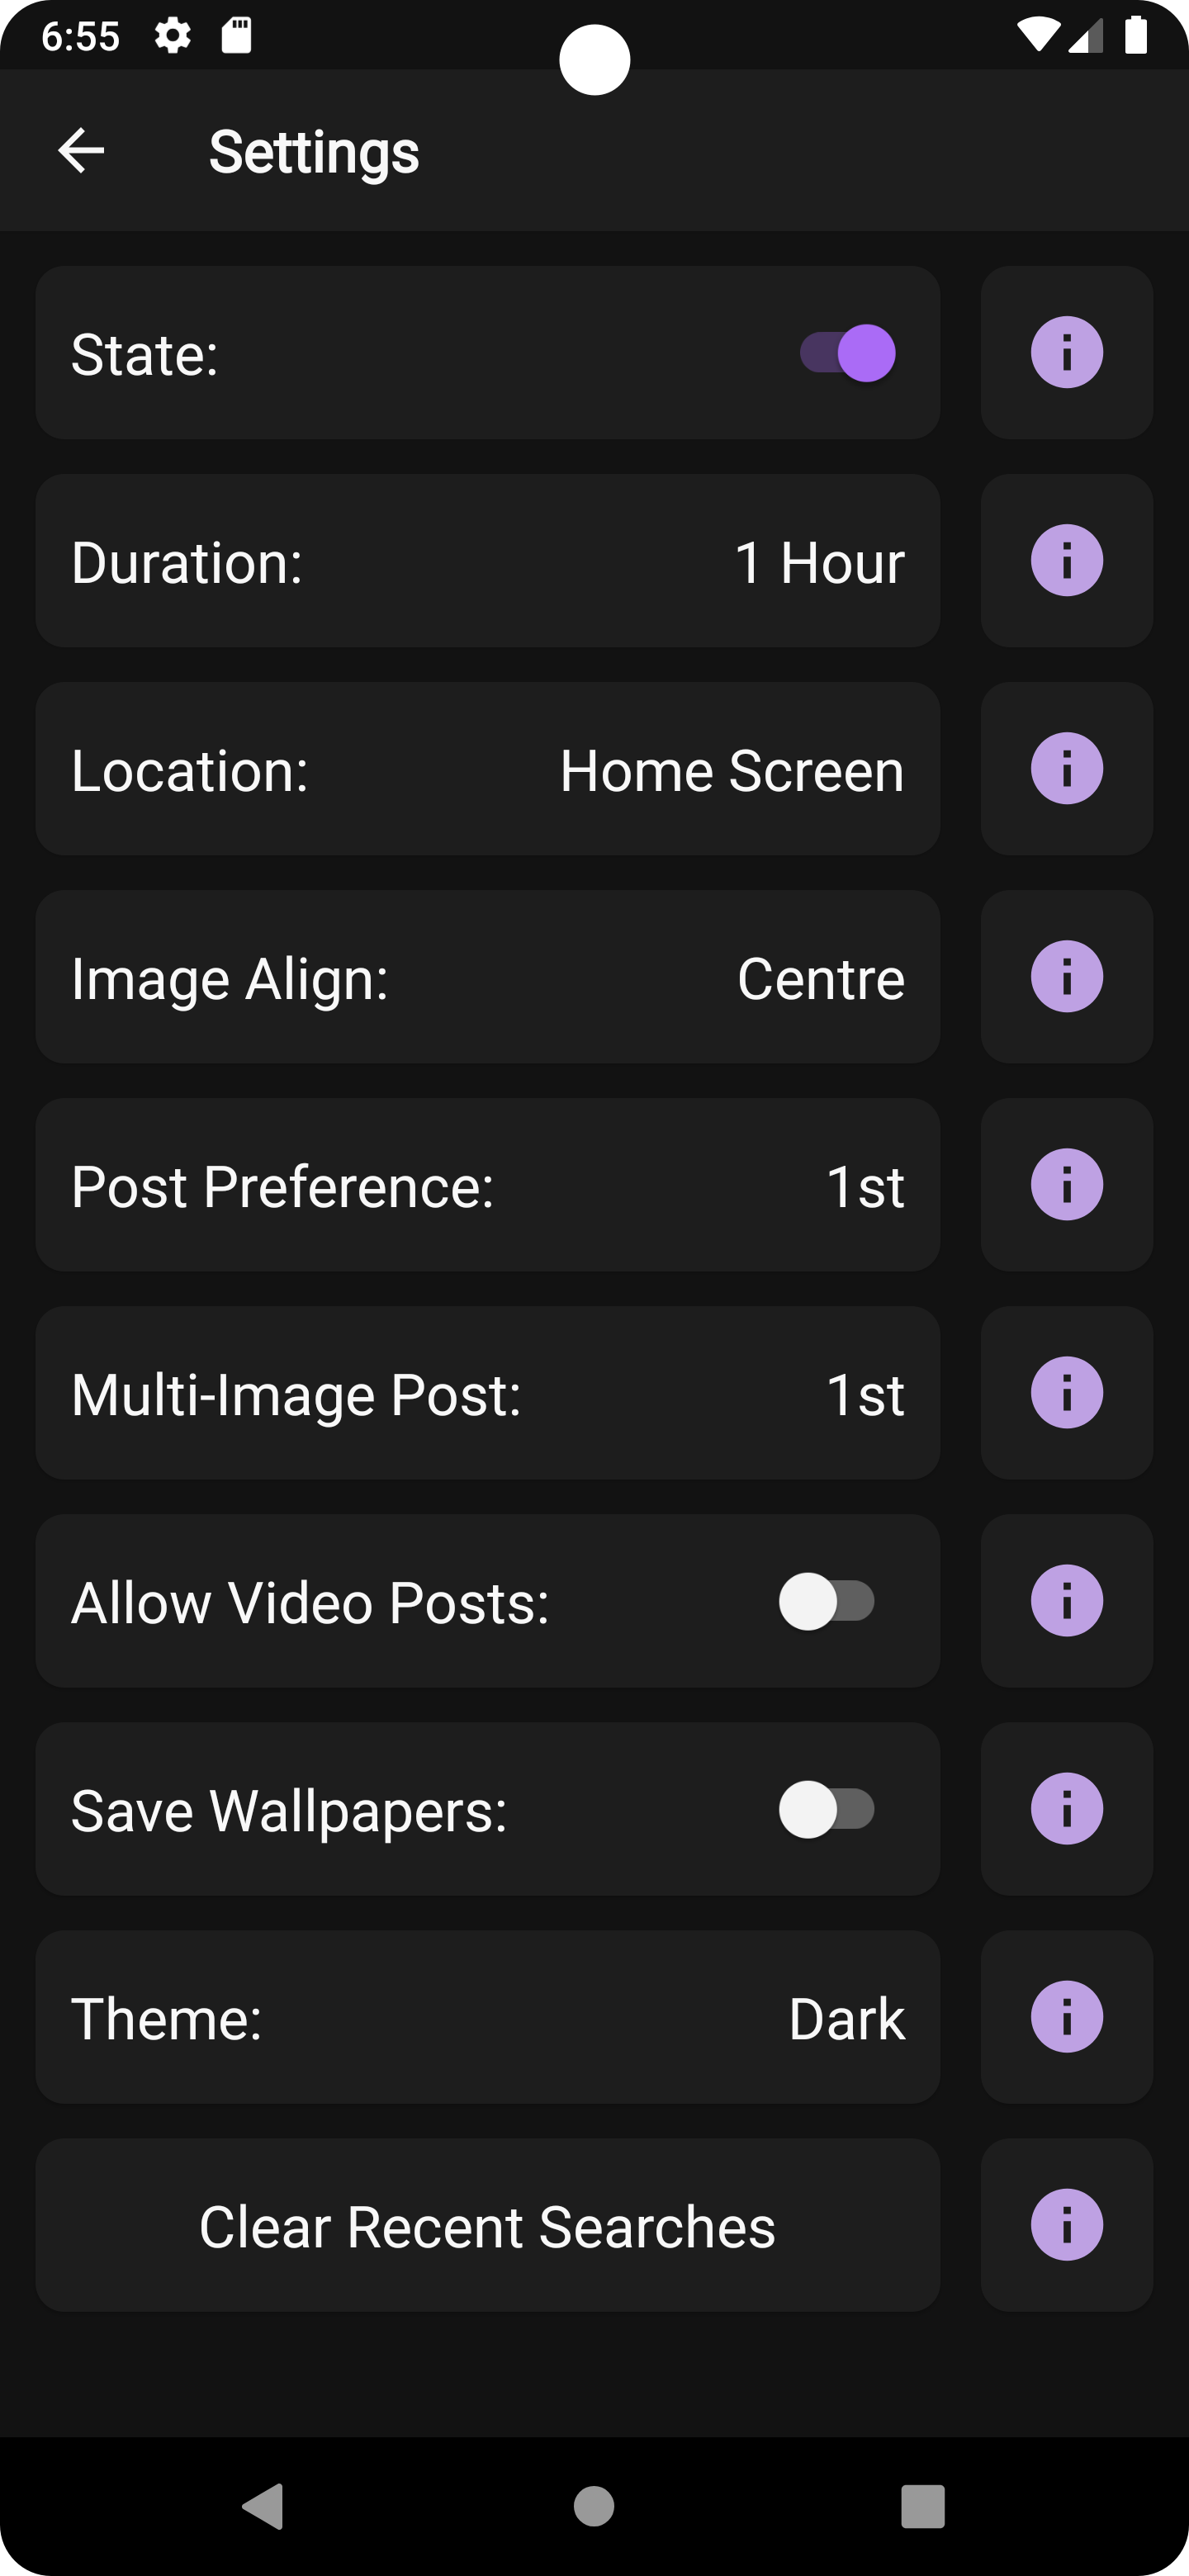 6:55
Settings
State:
Duration: 1 Hour
Location: Home Screen
Image Align: Centre
Post Preference: 1st
Multi-Image Post: 1st
Allow Video Posts:
Save Wallpapers:
Theme: Dark
Clear Recent Searches